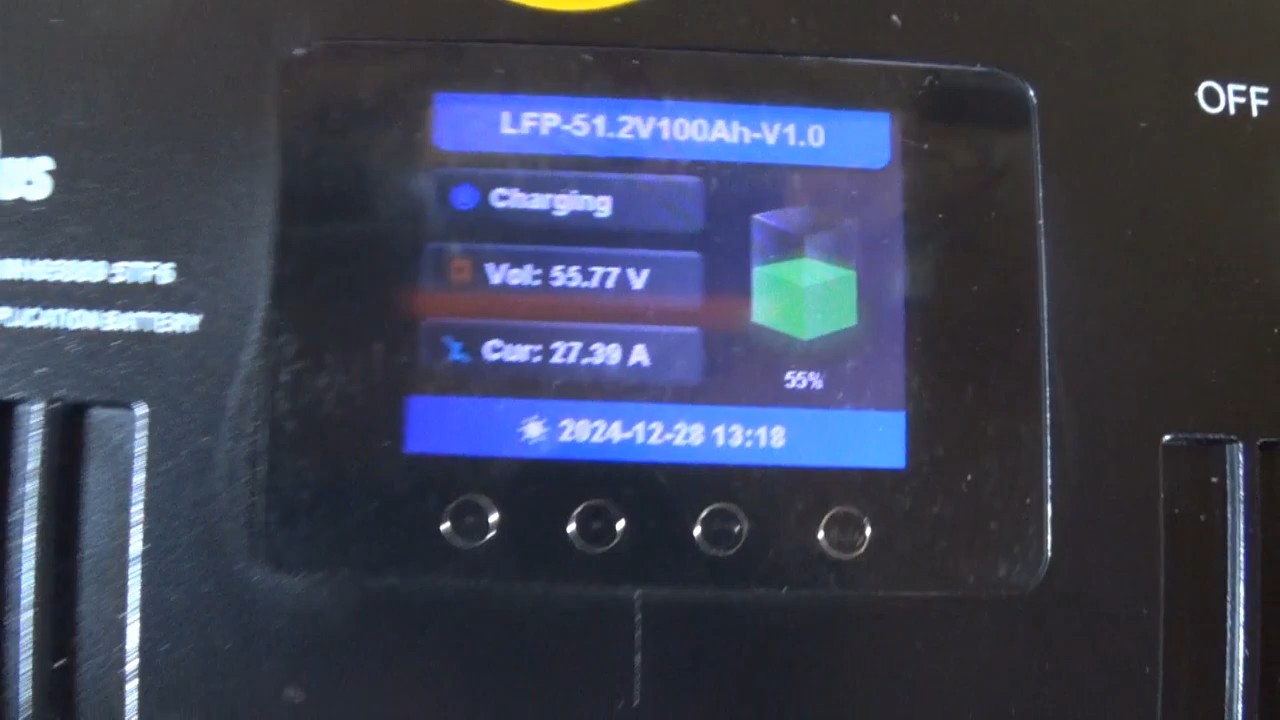 LFP-51.2V100Ah-V1.0
Charging
Vol: 55.77 V
Cur: 27.39 A
55%
2024-12-28 13:18
OFF